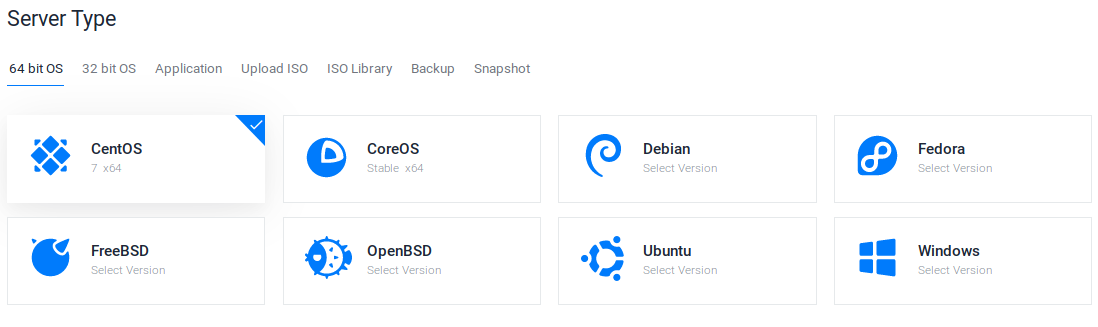 Server Type
64 bit OS 32 bit OS Application Upload ISO ISO Library Backup Snapshot
CentOS
7 x64
CoreOS
Stable x64
Debian
Select Version
Fedora
Select Version
FreeBSD
Select Version
OpenBSD
Select Version
Ubuntu
Select Version
Windows
Select Version